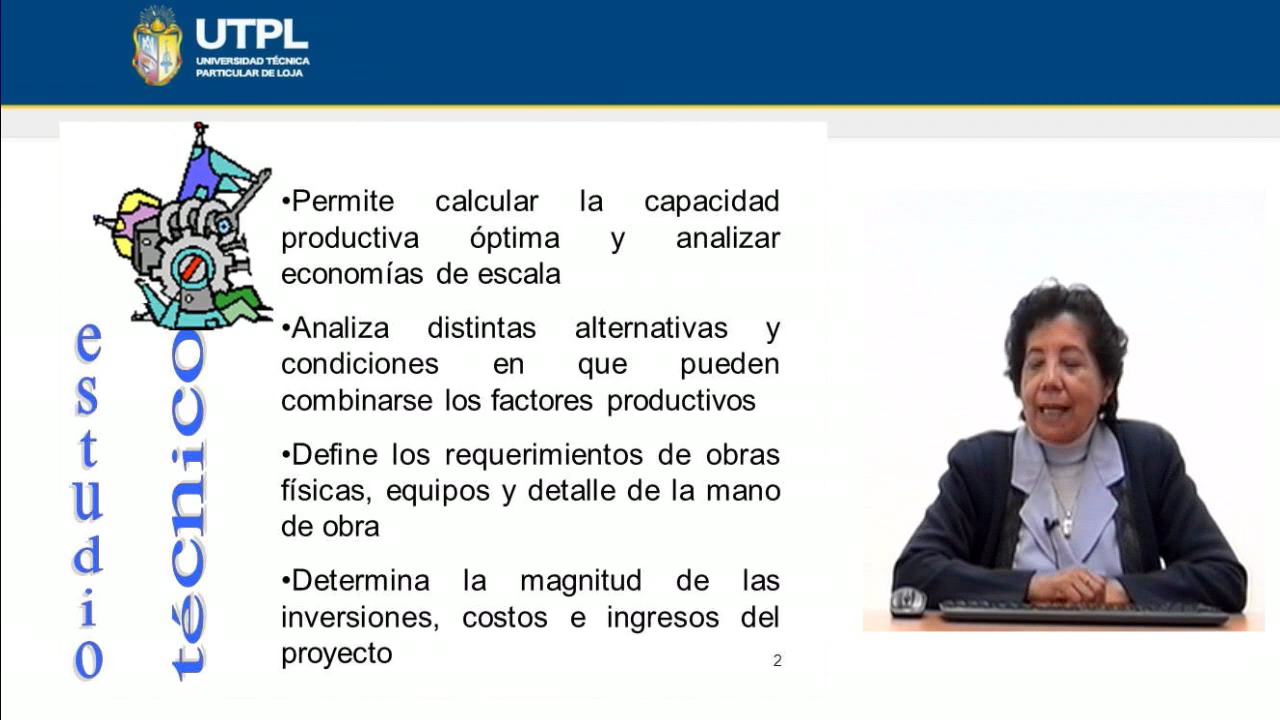 UTPL
UNIVERSIDAD TÉCNICA
PARTICULAR DE LOJA
estudio
técnico
•Permite calcular la capacidad
productiva óptima y analizar
economías de escala
•Analiza distintas alternativas y
condiciones en que pueden
combinarse los factores productivos
•Define los requerimientos de obras
físicas, equipos y detalle de la mano
de obra
•Determina la magnitud de las
inversiones, costos e ingresos del
proyecto
2